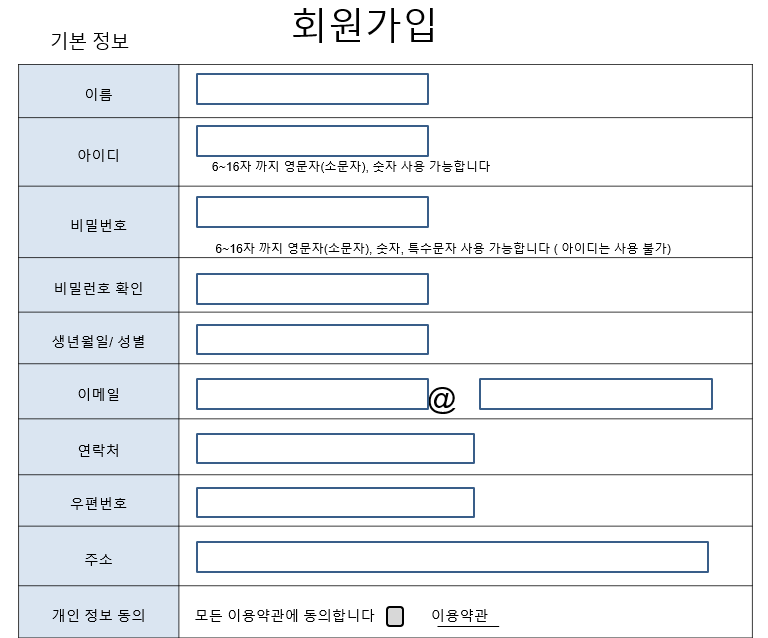 회원가입
기본 정보
이름
아이디
6~16자 까지 영문자(소문자), 숫자 사용 가능합니다
비밀번호
6~16자 까지 영문자(소문자), 숫자, 특수문자 사용 가능합니다 ( 아이디는 사용 불가)
비밀런호 확인
생년월일/ 성별
이메일 @
연락처
우편번호
주소
개인 정보 동의 모든 이용약관에 동의합니다 이용약관